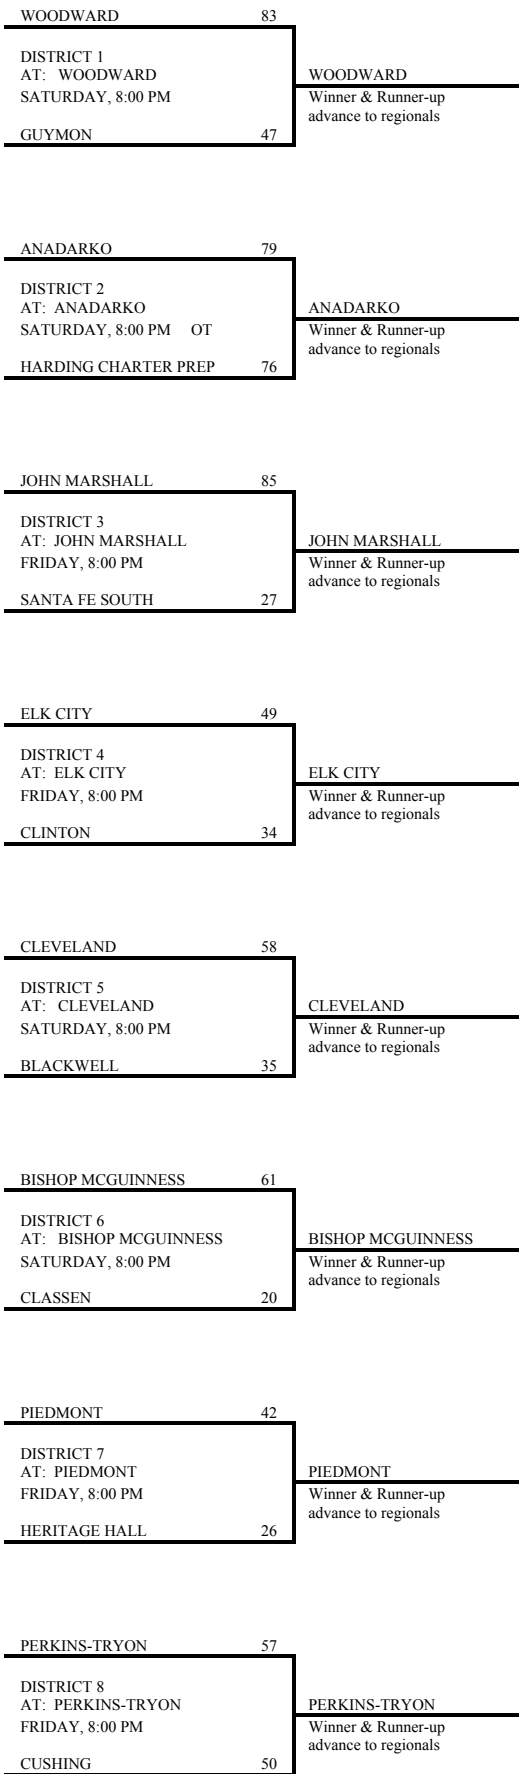 WOODWARD 83
DISTRICT 1
AT: WOODWARD
WOODWARD
SATURDAY, 8:00 PM
Winner & Runner-up
advance to regionals
GUYMON 47
ANADARKO 79
DISTRICT 2
AT: ANADARKO
ANADARKO
SATURDAY, 8:00 PM OT
Winner & Runner-up
advance to regionals
HARDING CHARTER PREP 76
JOHN MARSHALL 85
DISTRICT 3
AT: JOHN MARSHALL
JOHN MARSHALL
FRIDAY, 8:00 PM
Winner & Runner-up
advance to regionals
SANTA FE SOUTH 27
ELK CITY 49
DISTRICT 4
AT: ELK CITY
ELK CITY
FRIDAY, 8:00 PM
Winner & Runner-up
advance to regionals
CLINTON 34
CLEVELAND 58
DISTRICT 5
AT: CLEVELAND
CLEVELAND
SATURDAY, 8:00 PM
Winner & Runner-up
advance to regionals
BLACKWELL 35
BISHOP MCGUINNESS 61
DISTRICT 6
AT: BISHOP MCGUINNESS
BISHOP MCGUINNESS
SATURDAY, 8:00 PM
Winner & Runner-up
advance to regionals
CLASSEN 20
PIEDMONT 42
DISTRICT 7
AT: PIEDMONT
PIEDMONT
FRIDAY, 8:00 PM
Winner & Runner-up
advance to regionals
HERITAGE HALL 26
PERKINS-TRYON 57
DISTRICT 8
AT: PERKINS-TRYON
PERKINS-TRYON
FRIDAY, 8:00 PM
Winner & Runner-up
advance to regionals
CUSHING 50